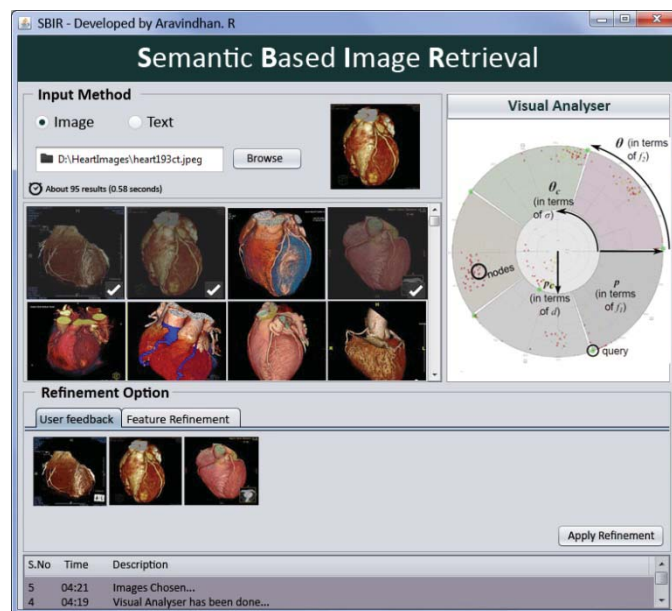 SBIR - Developed by Aravindhan. R
Semantic Based Image Retrieval
Input Method
Image
Text
D:\HeartImages\heart193ct.jpeg
Browse
About 95 results (0.58 seconds)
Visual Analyser
θ (in terms
of f₂)
θc
(in terms
of σ)
nodes
pc
(in terms
of d)
p
(in terms
of f₁)
query
Refinement Option
User feedback
Feature Refinement
Apply Refinement
S.No Time Description
5 04:21 Images Chosen...
4 04:19 Visual Analyser has been done...